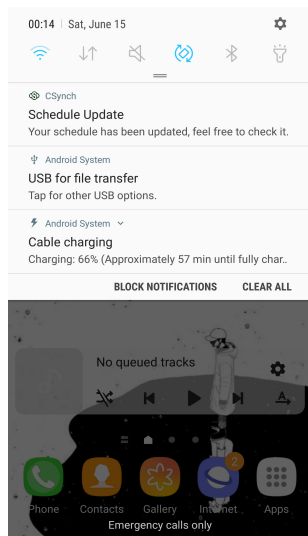 00:14 | Sat, June 15
CSynch
Schedule Update
Your schedule has been updated, feel free to check it.
Android System
USB for file transfer
Tap for other USB options.
Android System
Cable charging
Charging: 66% (Approximately 57 min until fully char..
BLOCK NOTIFICATIONS CLEAR ALL
No queued tracks
A
2
Phone Contacts Gallery Internet Apps
Emergency calls only